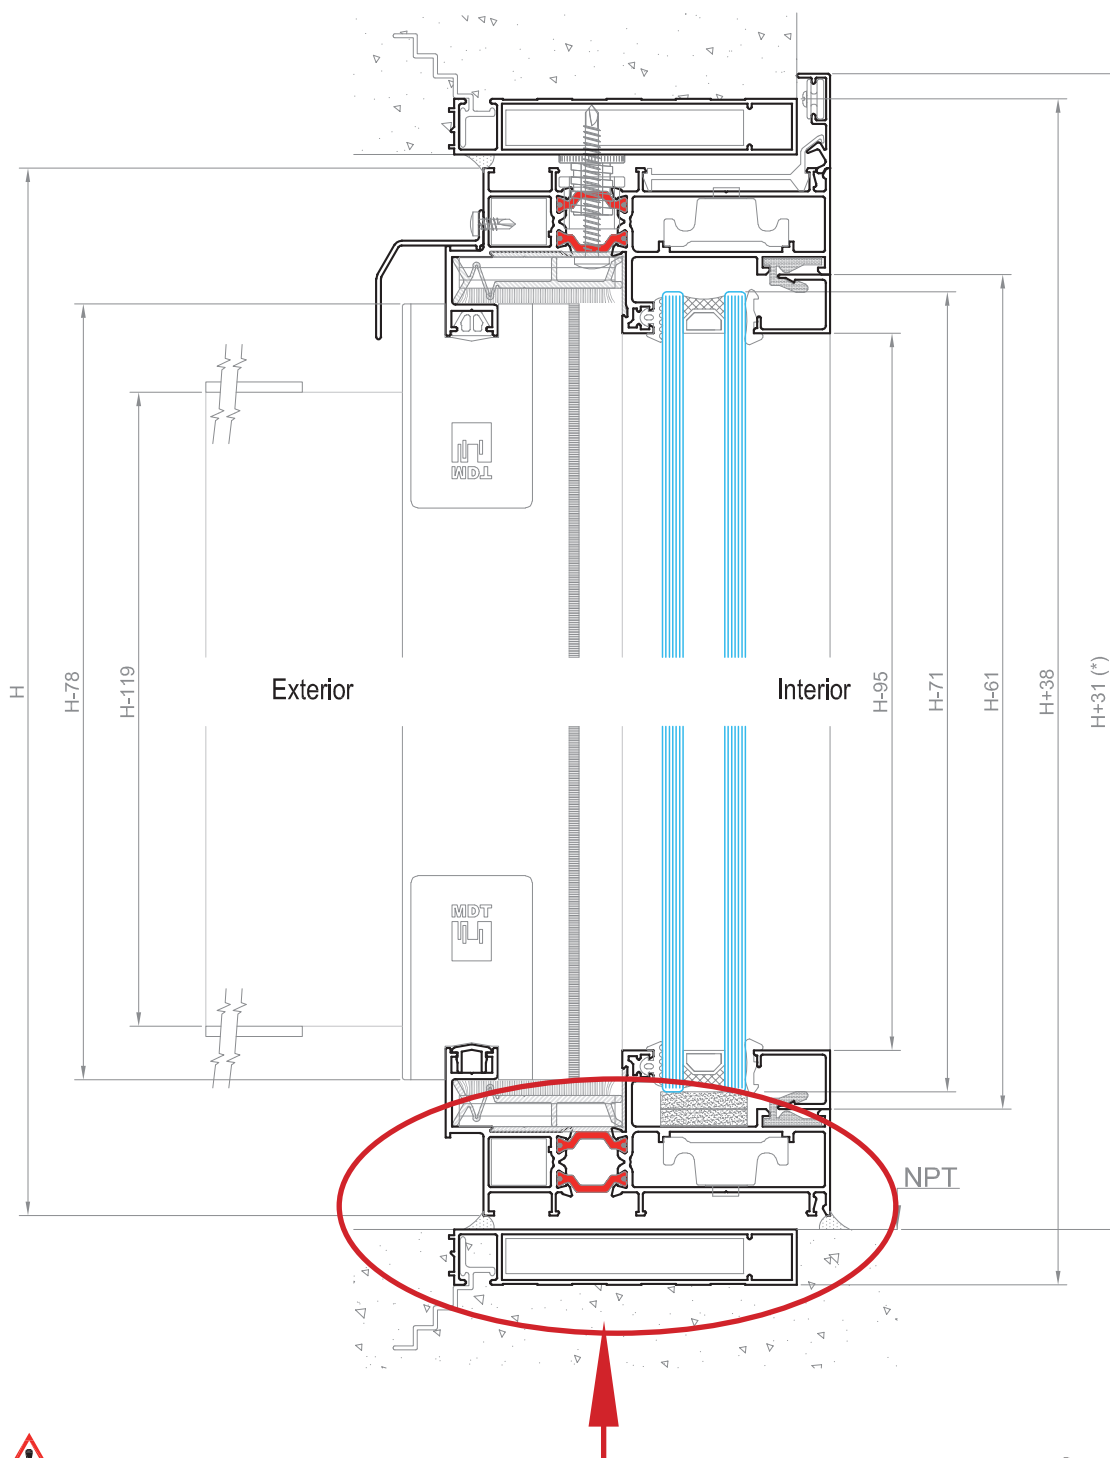 MDT
H
H-78
H-119
Exterior
Interior
H-95
H-71
H-61
H+38
H+31 (*)
MDT
NPT